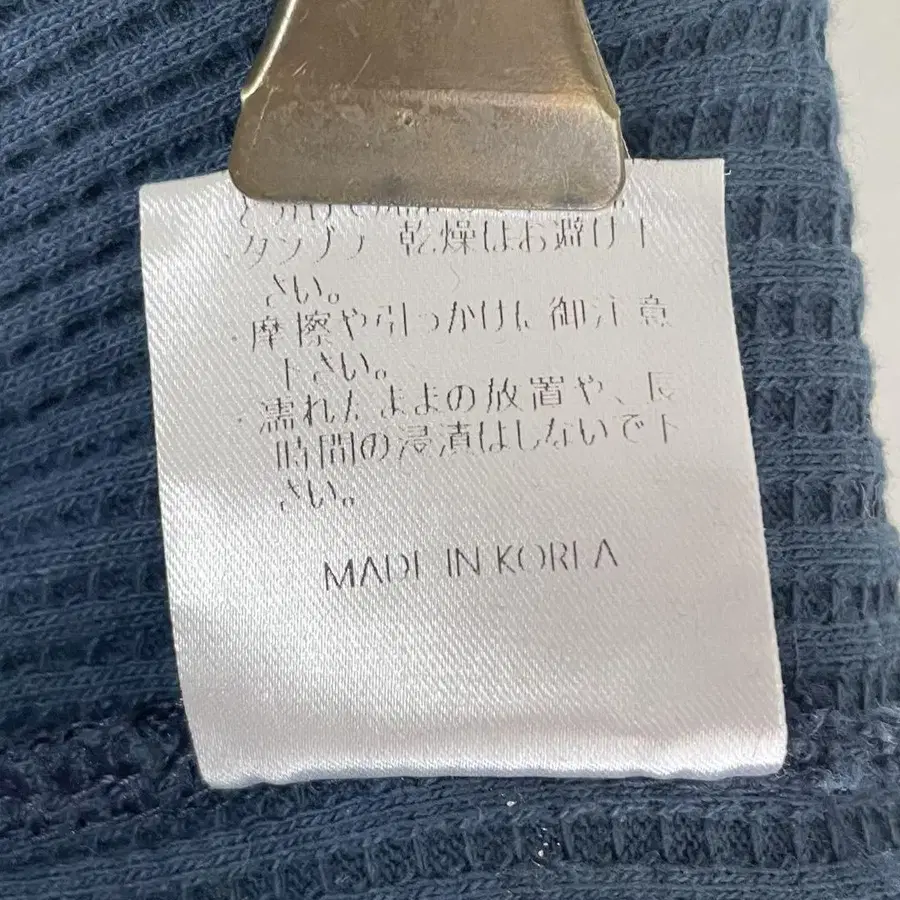 タンブラ 乾燥はお避け下
さい。
・摩擦や引っかけに御注意
下さい。
・濡れたままの放置や、長
時間の浸漬はしないで下
さい。
MADE IN KOREA